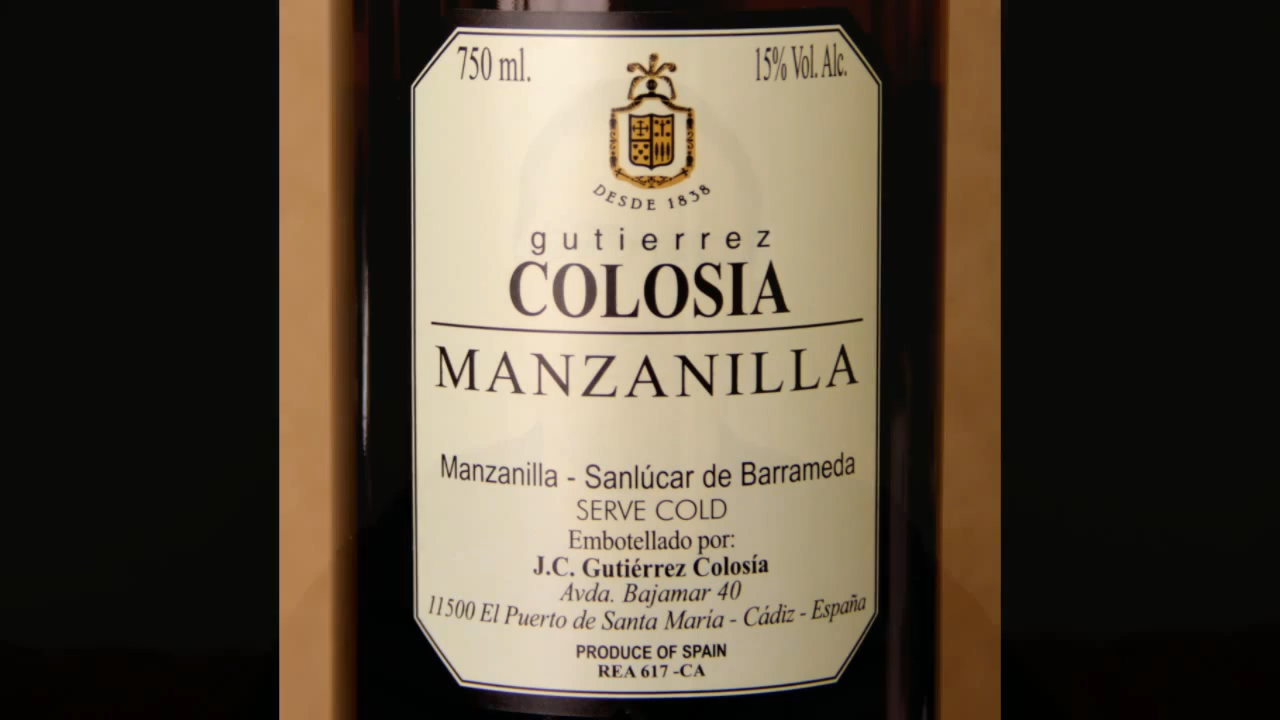 750 ml.
15% Vol. Alc.
DESDE 1838
gutierrez
COLOSIA
MANZANILLA
Manzanilla - Sanlúcar de Barrameda
SERVE COLD
Embotellado por:
J.C. Gutiérrez Colosía
Avda. Bajamar 40
11500 El Puerto de Santa María - Cádiz - España
PRODUCE OF SPAIN
REA 617 -CA